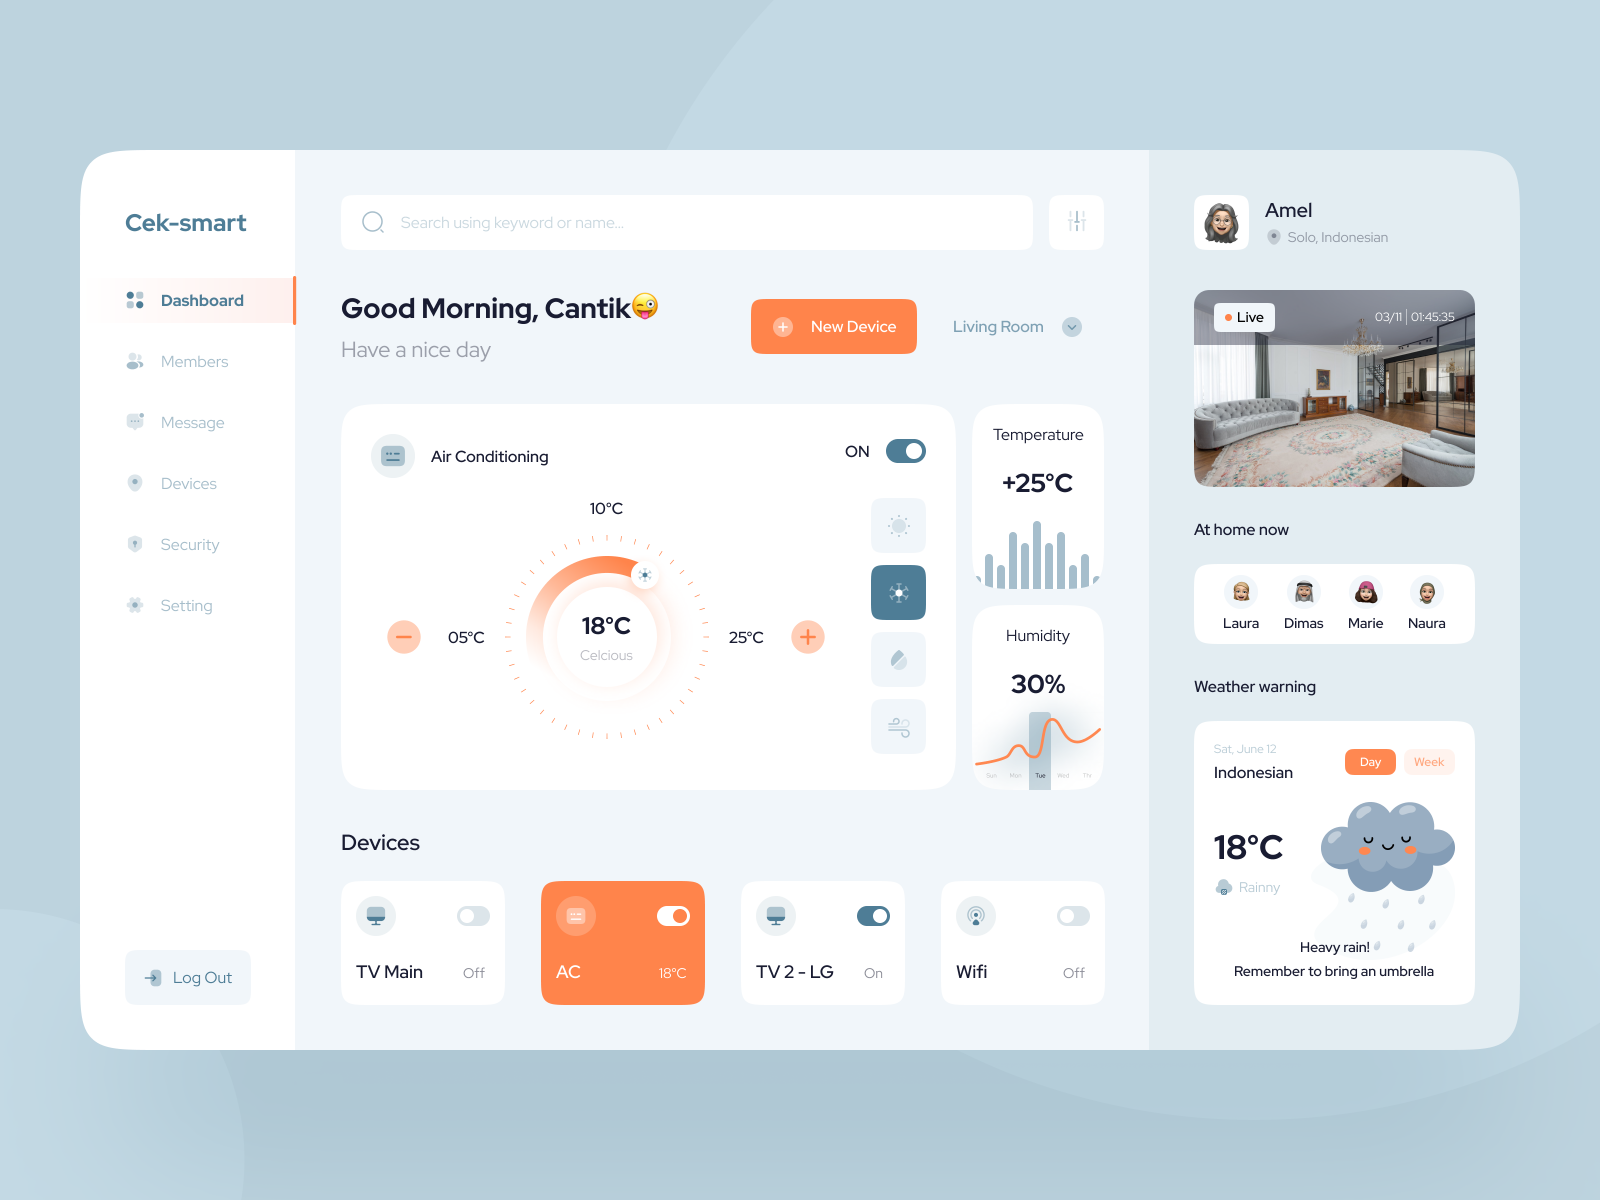 Cek-smart
Dashboard
Members
Message
Devices
Security
Setting
Log Out
Search using keyword or name...
Good Morning, Cantik😜
Have a nice day
New Device
Living Room
Air Conditioning
ON
10°C
05°C
18°C
Celcious
25°C
Temperature
+25°C
Humidity
30%
Sun Mon Tue Wed Thr
Devices
TV Main
Off
AC
18°C
TV 2 - LG
On
Wifi
Off
Amel
Solo, Indonesian
Live
03/11 | 01:45:35
At home now
Laura
Dimas
Marie
Naura
Weather warning
Sat, June 12
Indonesian
Day
Week
18°C
Rainny
Heavy rain!
Remember to bring an umbrella